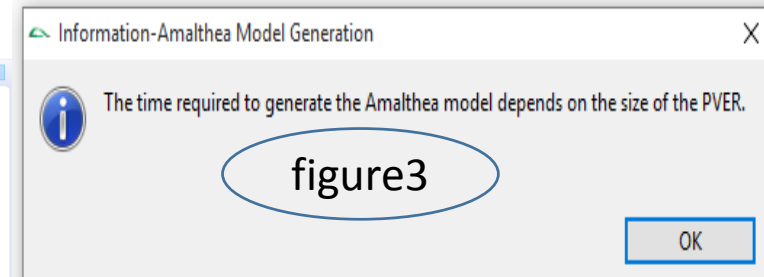 Information-Amalthea Model Generation
The time required to generate the Amalthea model depends on the size of the PVER.
figure3
OK